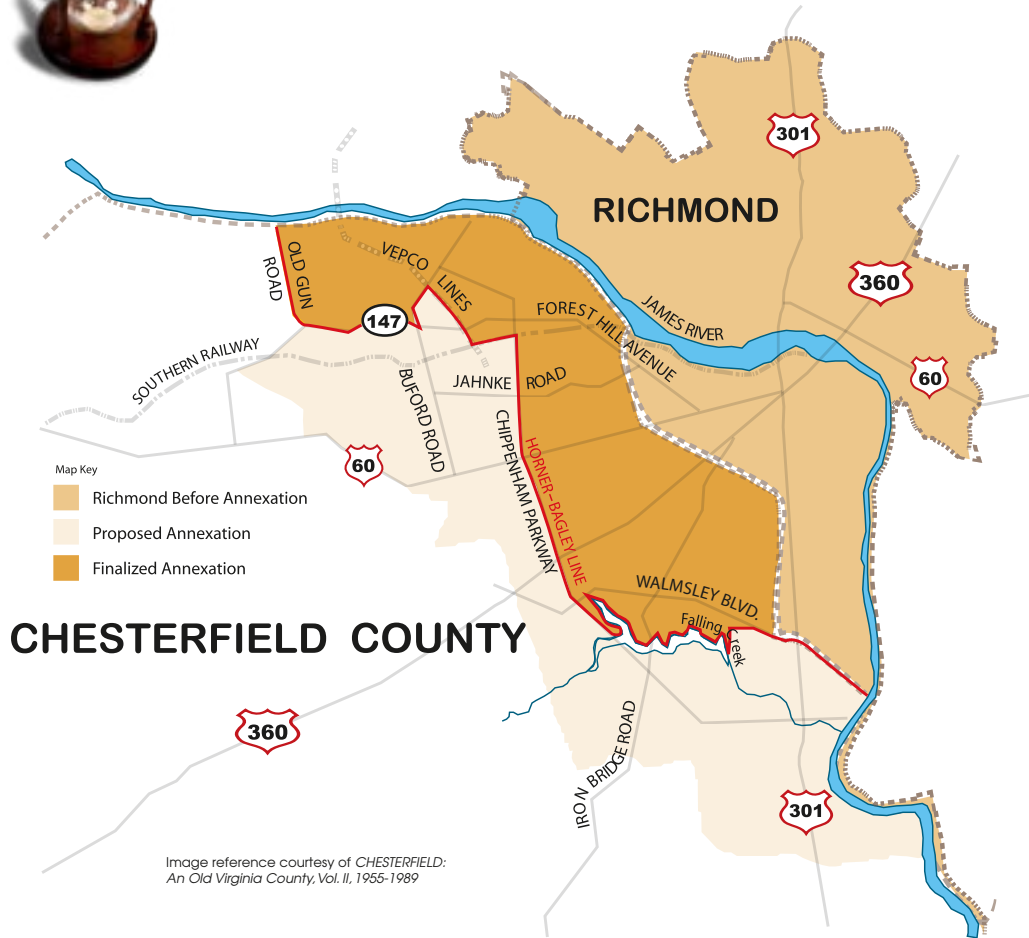 301
RICHMOND
360
60
JAMES RIVER
VEPCO LINES
OLD GUN
ROAD
147
FOREST HILL AVENUE
SOUTHERN RAILWAY
JAHNKE ROAD
BUFORD ROAD
60
CHIPPENHAM PARKWAY
HORNER–BAGLEY LINE
Map Key
Richmond Before Annexation
Proposed Annexation
Finalized Annexation
WALMSLEY BLVD.
Falling Creek
CHESTERFIELD COUNTY
360
IRON BRIDGE ROAD
301
Image reference courtesy of CHESTERFIELD:
An Old Virginia County, Vol. II, 1955-1989